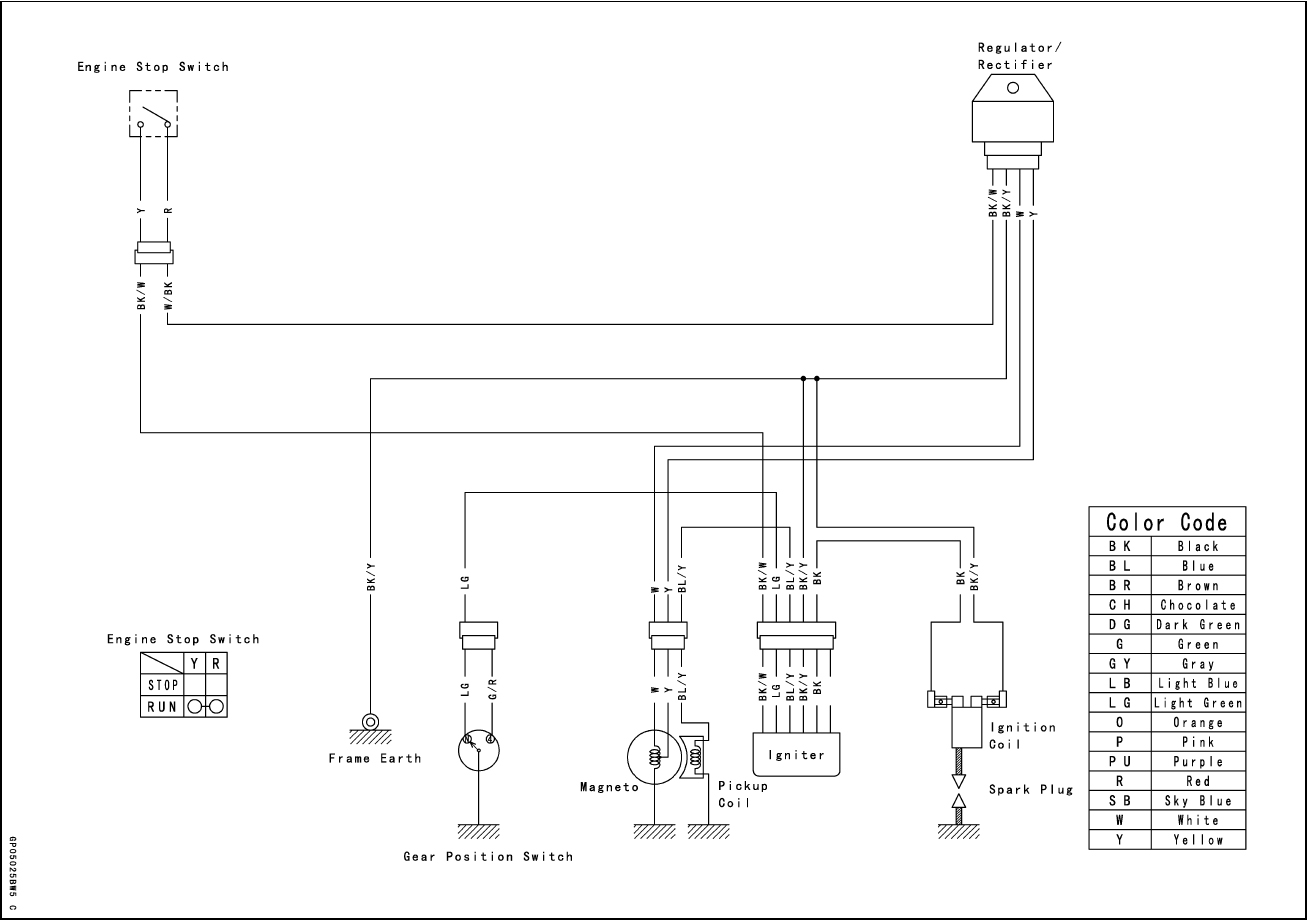 Engine Stop Switch
Regulator/
Rectifier
BK/W
BK/Y
W
Y
Y
R
BK/W
W/BK
BK/Y
LG
W
Y
BL/Y
BK/W
LG
BL/Y
BK/Y
BK
BK
BK/Y
LG
G/R
W
Y
BL/Y
BK/W
LG
BL/Y
BK/Y
BK
Engine Stop Switch
Y R
STOP
RUN
Frame Earth
N 4
Gear Position Switch
Magneto
Pickup
Coil
Igniter
Ignition
Coil
Spark Plug
Color Code
BK Black
BL Blue
BR Brown
CH Chocolate
DG Dark Green
G Green
GY Gray
LB Light Blue
LG Light Green
O Orange
P Pink
PU Purple
R Red
SB Sky Blue
W White
Y Yellow
GP05025BW5 C